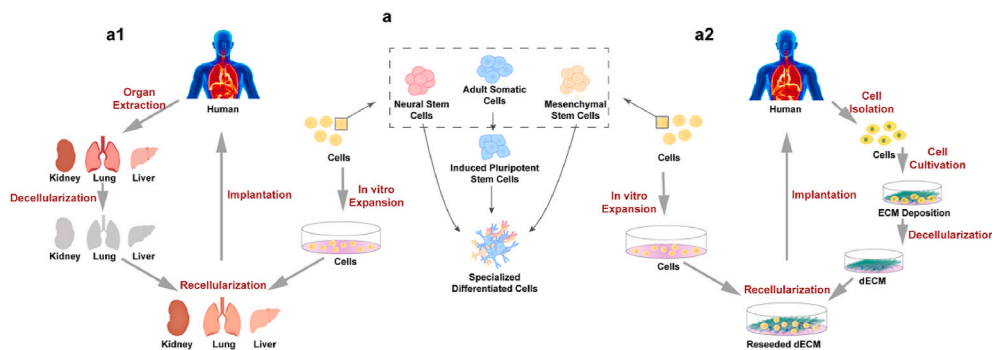 a1
a
a2
Organ
Extraction
Human
Kidney
Lung
Liver
Decellularization
Kidney
Lung
Liver
Implantation
Recellularization
Kidney
Lung
Liver
Cells
In vitro
Expansion
Cells
Neural Stem
Cells
Adult Somatic
Cells
Mesenchymal
Stem Cells
Induced Pluripotent
Stem Cells
Specialized
Differentiated Cells
Cells
In vitro
Expansion
Cells
Human
Cell
Isolation
Cells
Cell
Cultivation
ECM Deposition
Decellularization
dECM
Implantation
Recellularization
Reseeded dECM